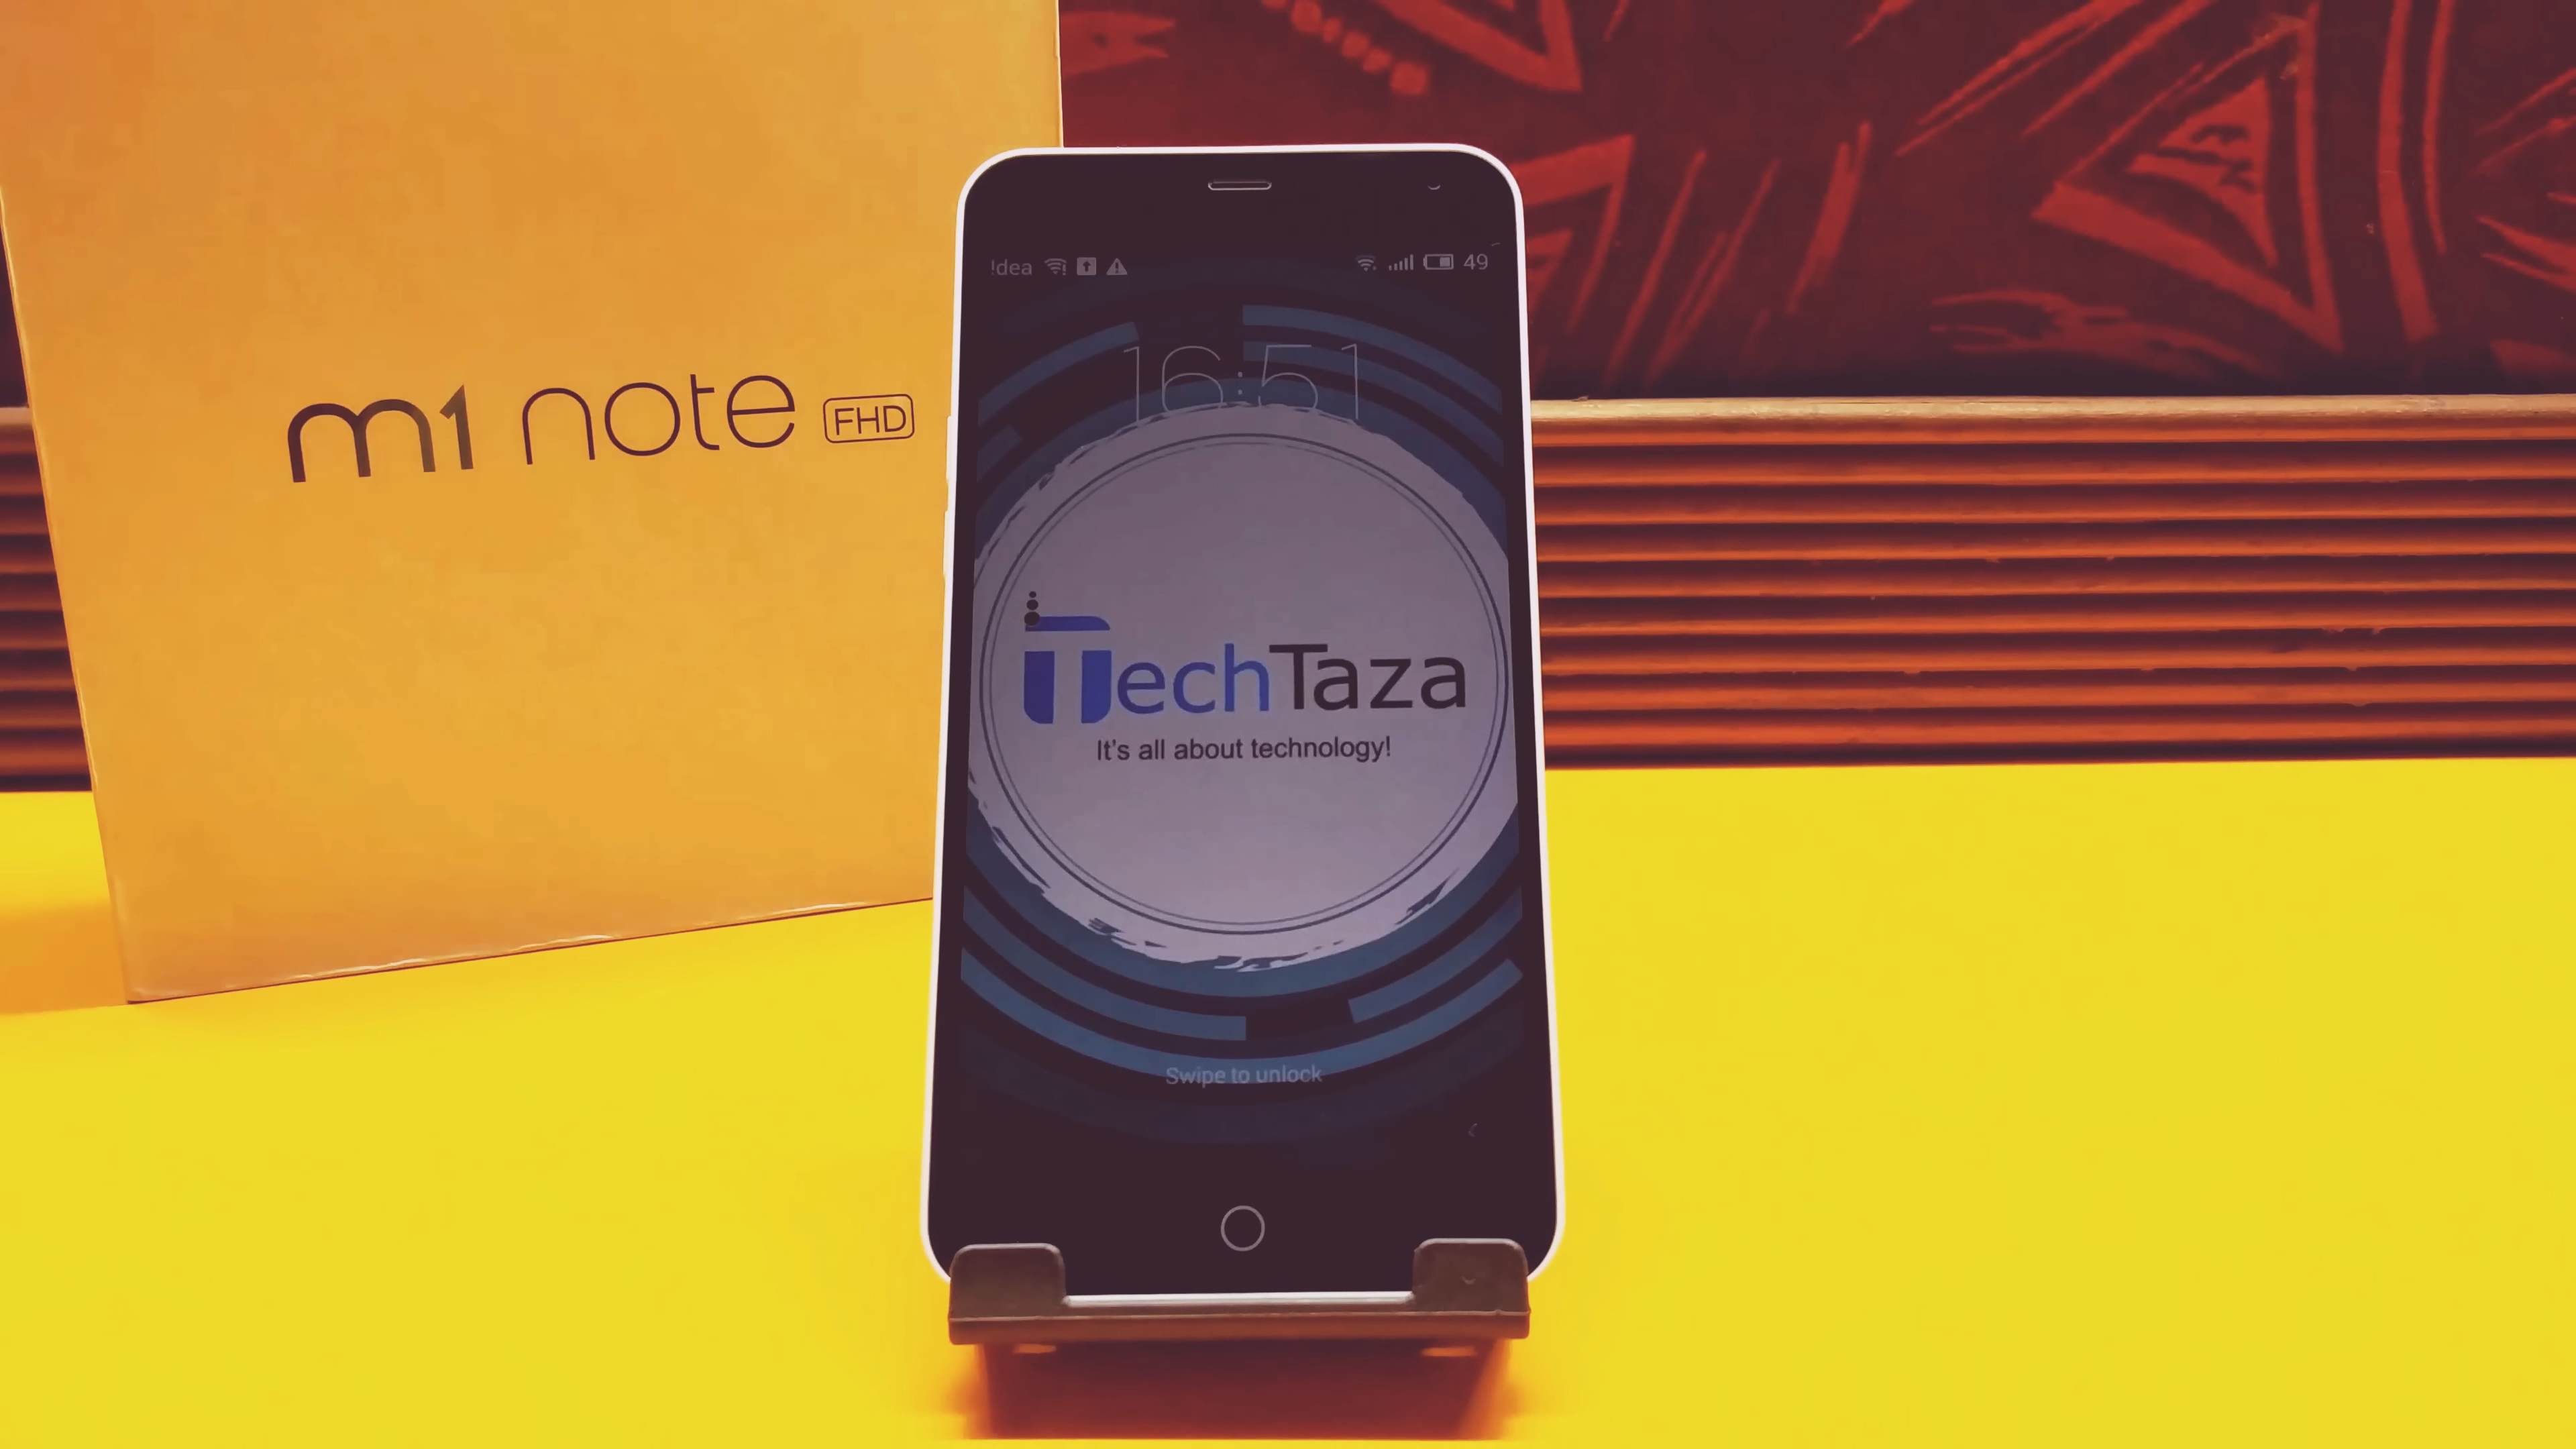 m1 note FHD
!dea 49
16:51
TechTaza
It's all about technology!
Swipe to unlock